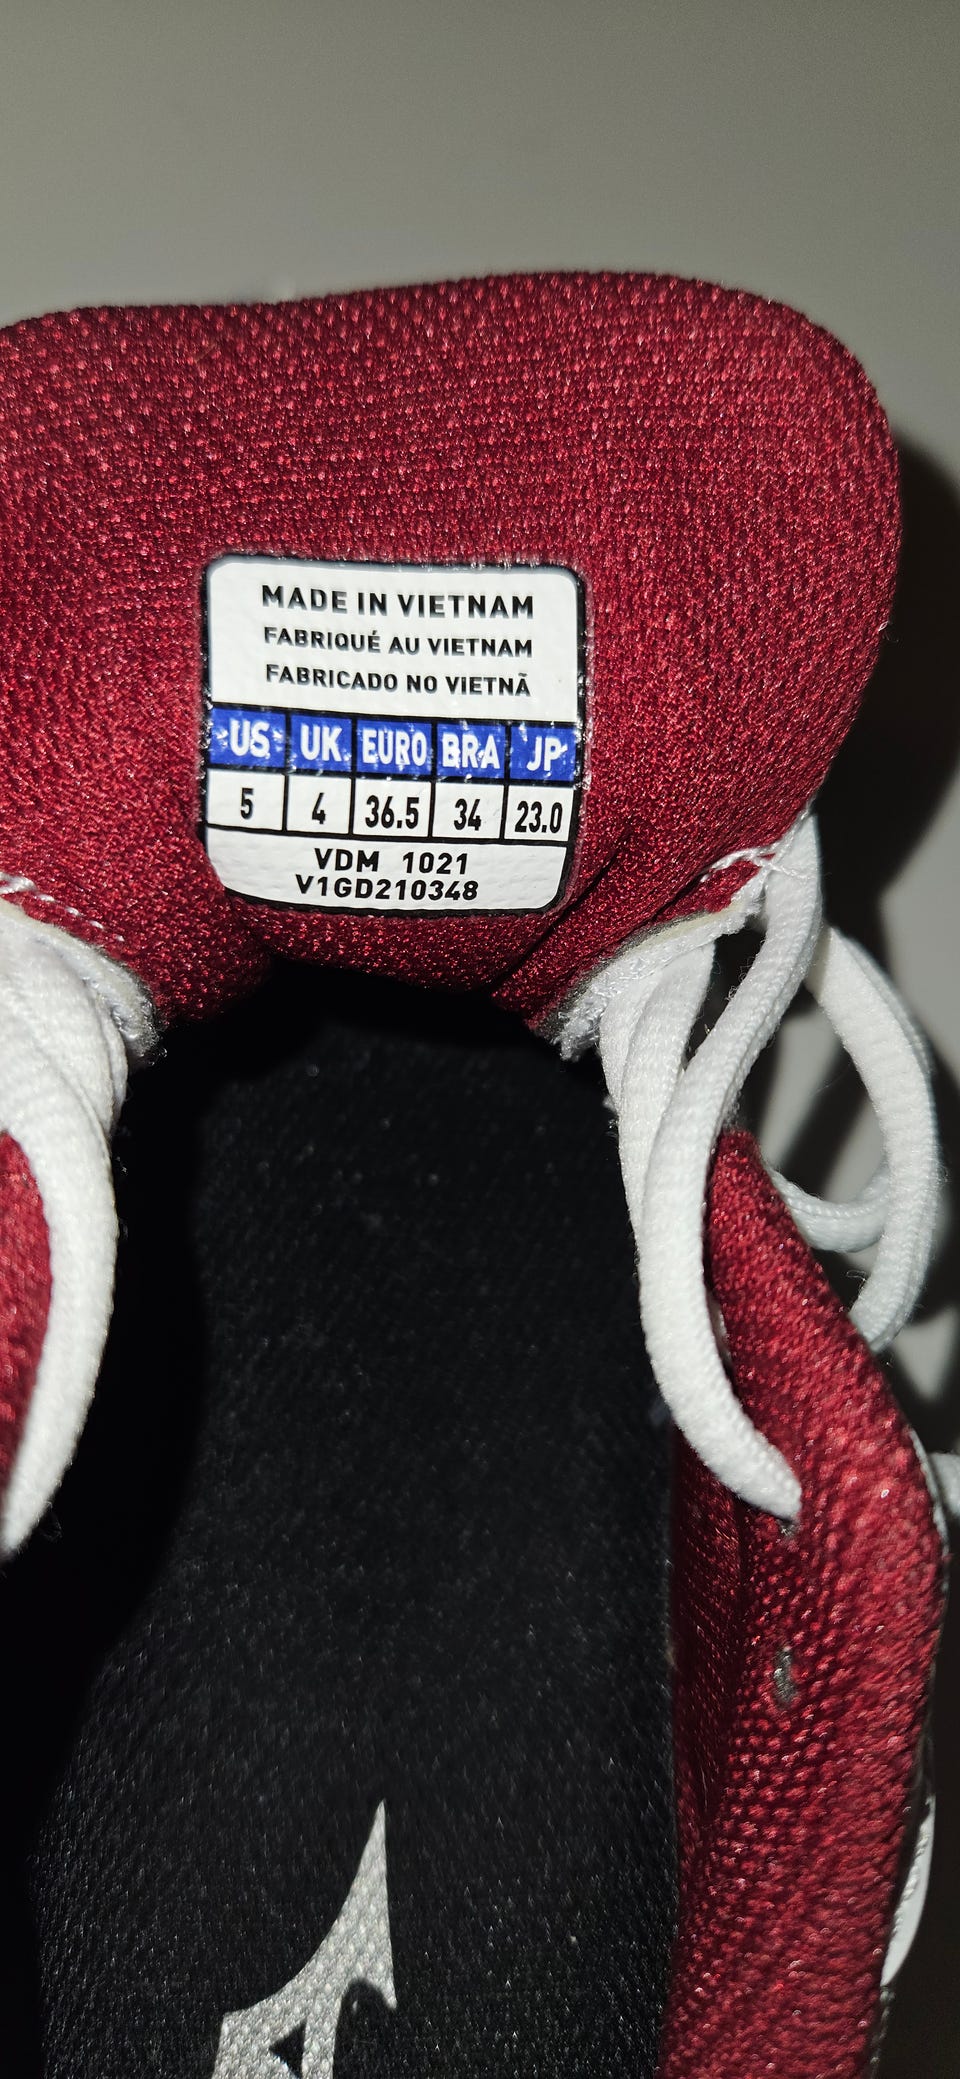 MADE IN VIETNAM
FABRIQUÉ AU VIETNAM
FABRICADO NO VIETNÃ
US UK EURO BRA JP
5 4 36.5 34 23.0
VDM 1021
V1GD210348